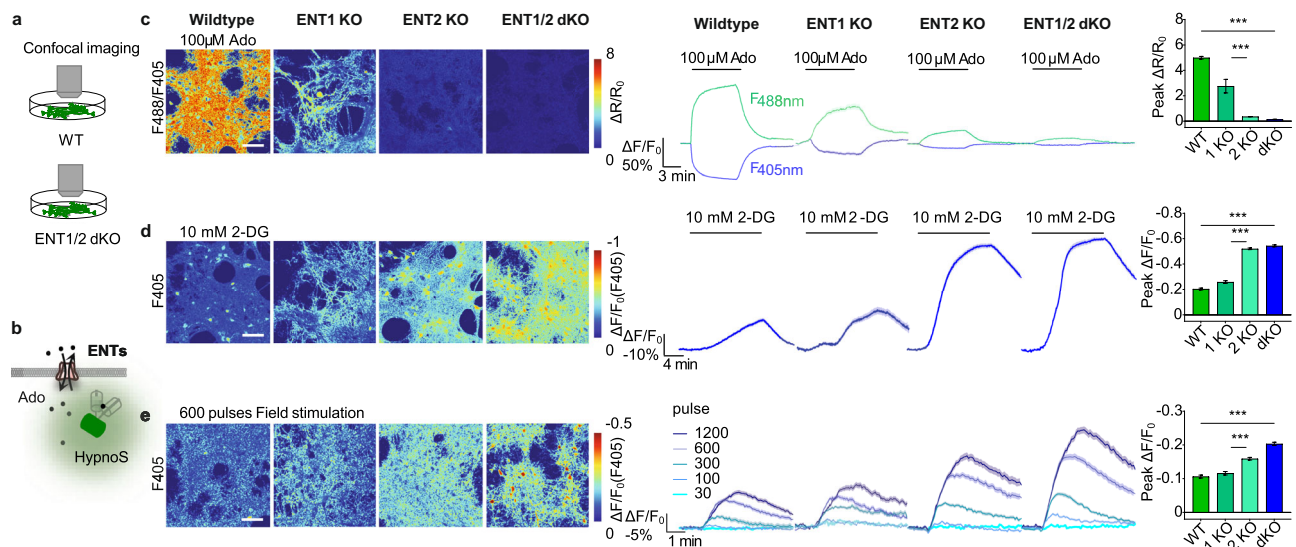 a
Confocal imaging
WT
ENT1/2 dKO
b
ENTs
Ado
HypnoS
c
Wildtype
ENT1 KO
ENT2 KO
ENT1/2 dKO
100µM Ado
F488/F405
8
0
ΔR/R0
Wildtype
ENT1 KO
ENT2 KO
ENT1/2 dKO
100 µM Ado
100µM Ado
100 µM Ado
100 µM Ado
F488nm
F405nm
ΔF/F0
50%
3 min
Peak ΔR/R0
8
6
4
2
0
***
***
WT
1 KO
2 KO
dKO
d
10 mM 2-DG
F405
-1
0
ΔF/F0(F405)
10 mM 2-DG
10 mM 2-DG
10 mM 2-DG
10 mM 2-DG
ΔF/F0
-10%
4 min
Peak ΔF/F0
-0.8
-0.6
-0.4
-0.2
0
***
***
WT
1 KO
2 KO
dKO
e
600 pulses Field stimulation
F405
-0.5
0
ΔF/F0(F405)
pulse
1200
600
300
100
30
ΔF/F0
-5%
1 min
Peak ΔF/F0
-0.3
-0.2
-0.1
0
***
***
WT
1 KO
2. KO
dKO